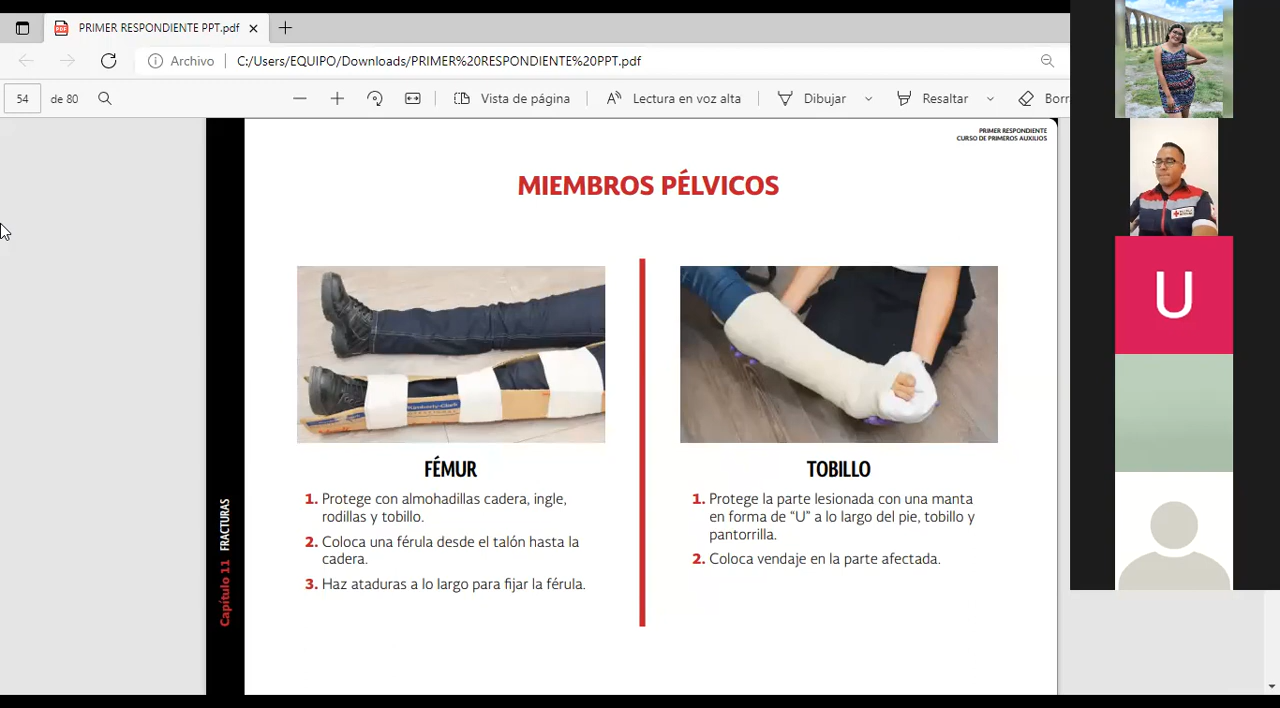 PRIMER RESPONDIENTE PPT.pdf
Archivo
C:/Users/EQUIPO/Downloads/PRIMER%20RESPONDIENTE%20PPT.pdf
54
de 80
Vista de página
Lectura en voz alta
Dibujar
Resaltar
Borr
PRIMER RESPONDIENTE
CURSO DE PRIMEROS AUXILIOS
MIEMBROS PÉLVICOS
FÉMUR
1. Protege con almohadillas cadera, ingle,
rodillas y tobillo.
2. Coloca una férula desde el talón hasta la
cadera.
3. Haz ataduras a lo largo para fijar la férula.
TOBILLO
1. Protege la parte lesionada con una manta
en forma de “U” a lo largo del pie, tobillo y
pantorrilla.
2. Coloca vendaje en la parte afectada.
Capítulo 11 FRACTURAS
Kimberly-Clark
U